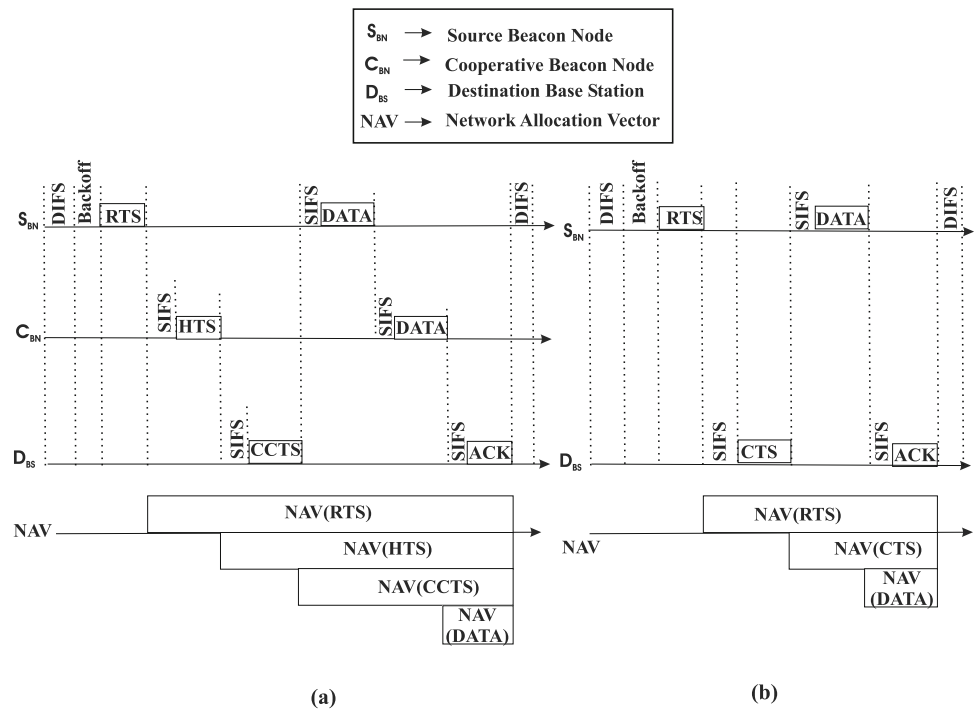 S_BN → Source Beacon Node
C_BN → Cooperative Beacon Node
D_BS → Destination Base Station
NAV → Network Allocation Vector
DIFS
Backoff
RTS
SIFS
DATA
DIFS
S_BN
SIFS
HTS
SIFS
DATA
C_BN
SIFS
CCTS
SIFS
ACK
D_BS
NAV
NAV(RTS)
NAV(HTS)
NAV(CCTS)
NAV
(DATA)
(a)
DIFS
Backoff
RTS
SIFS
DATA
DIFS
S_BN
SIFS
CTS
SIFS
ACK
D_BS
NAV
NAV(RTS)
NAV(CTS)
NAV
(DATA)
(b)